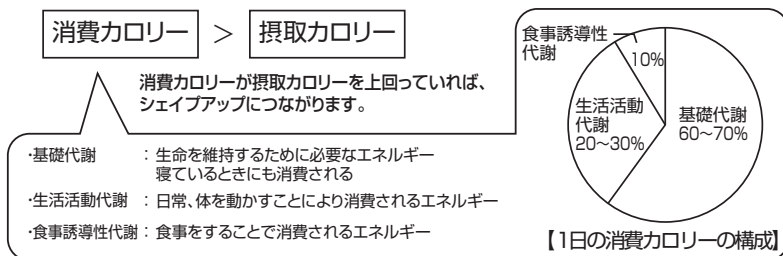 消費カロリー > 摂取カロリー
消費カロリーが摂取カロリーを上回っていれば、
シェイプアップにつながります。
・基礎代謝 : 生命を維持するために必要なエネルギー
寝ているときにも消費される
・生活活動代謝 : 日常、体を動かすことにより消費されるエネルギー
・食事誘導性代謝 : 食事をすることで消費されるエネルギー
食事誘導性
代謝
10%
生活活動
代謝
20〜30%
基礎代謝
60〜70%
【1日の消費カロリーの構成】